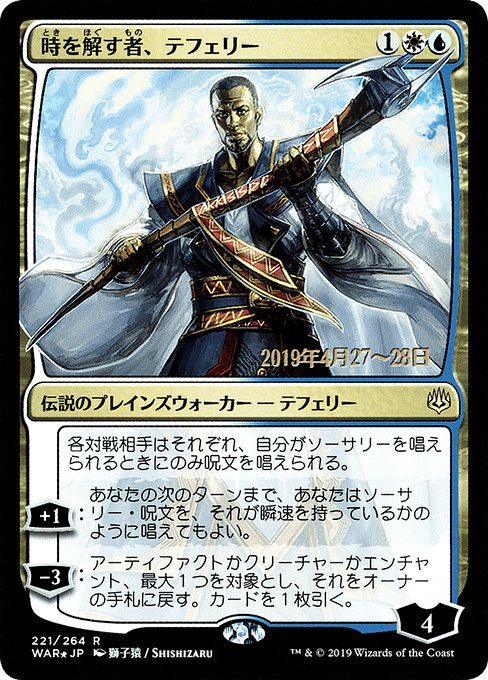 とき ほぐ もの
時を解す者、テフェリー
1
2019年4月27~28日
伝説のプレインズウォーカー ― テフェリー
各対戦相手はそれぞれ、自分がソーサリーを唱え
られるときにのみ呪文を唱えられる。
+1
あなたの次のターンまで、あなたはソーサ
リー・呪文を、それが瞬速を持っているかの
ように唱えてもよい。
-3
アーティファクトかクリーチャーかエンチャ
ント、最大1つを対象とし、それをオーナー
の手札に戻す。カードを1枚引く。
4
221/264 R
WAR★JP 獅子猿/SHISHIZARU
™ & © 2019 Wizards of the Coast